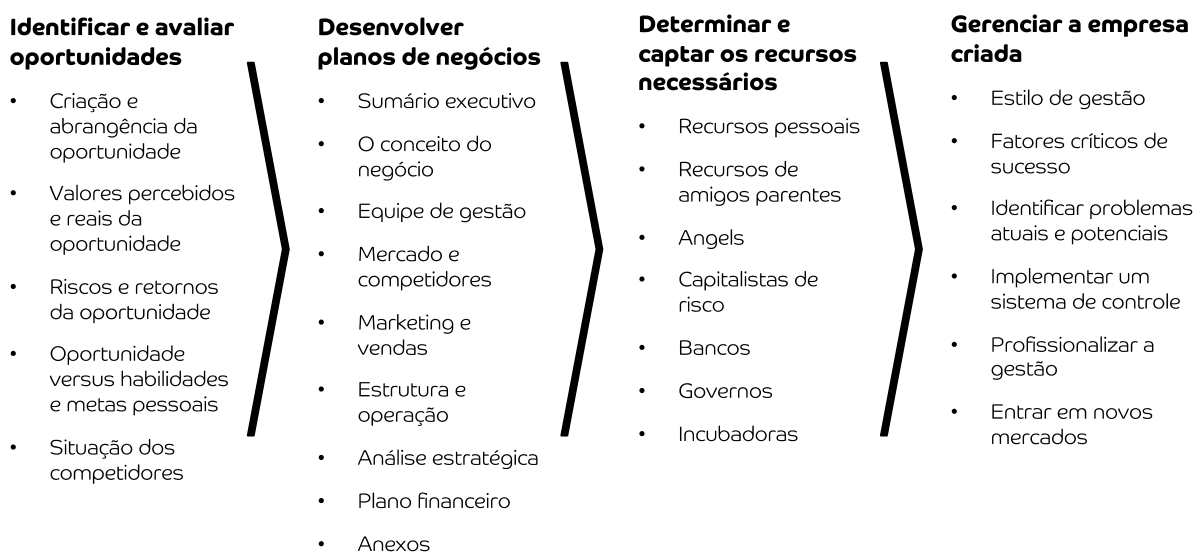 Identificar e avaliar
oportunidades
• Criação e
abrangência da
oportunidade
• Valores percebidos
e reais da
oportunidade
• Riscos e retornos
da oportunidade
• Oportunidade
versus habilidades
e metas pessoais
• Situação dos
competidores
Desenvolver
planos de negócios
• Sumário executivo
• O conceito do
negócio
• Equipe de gestão
• Mercado e
competidores
• Marketing e
vendas
• Estrutura e
operação
• Análise estratégica
• Plano financeiro
• Anexos
Determinar e
captar os recursos
necessários
• Recursos pessoais
• Recursos de
amigos parentes
• Angels
• Capitalistas de
risco
• Bancos
• Governos
• Incubadoras
Gerenciar a empresa
criada
• Estilo de gestão
• Fatores críticos de
sucesso
• Identificar problemas
atuais e potenciais
• Implementar um
sistema de controle
• Profissionalizar a
gestão
• Entrar em novos
mercados